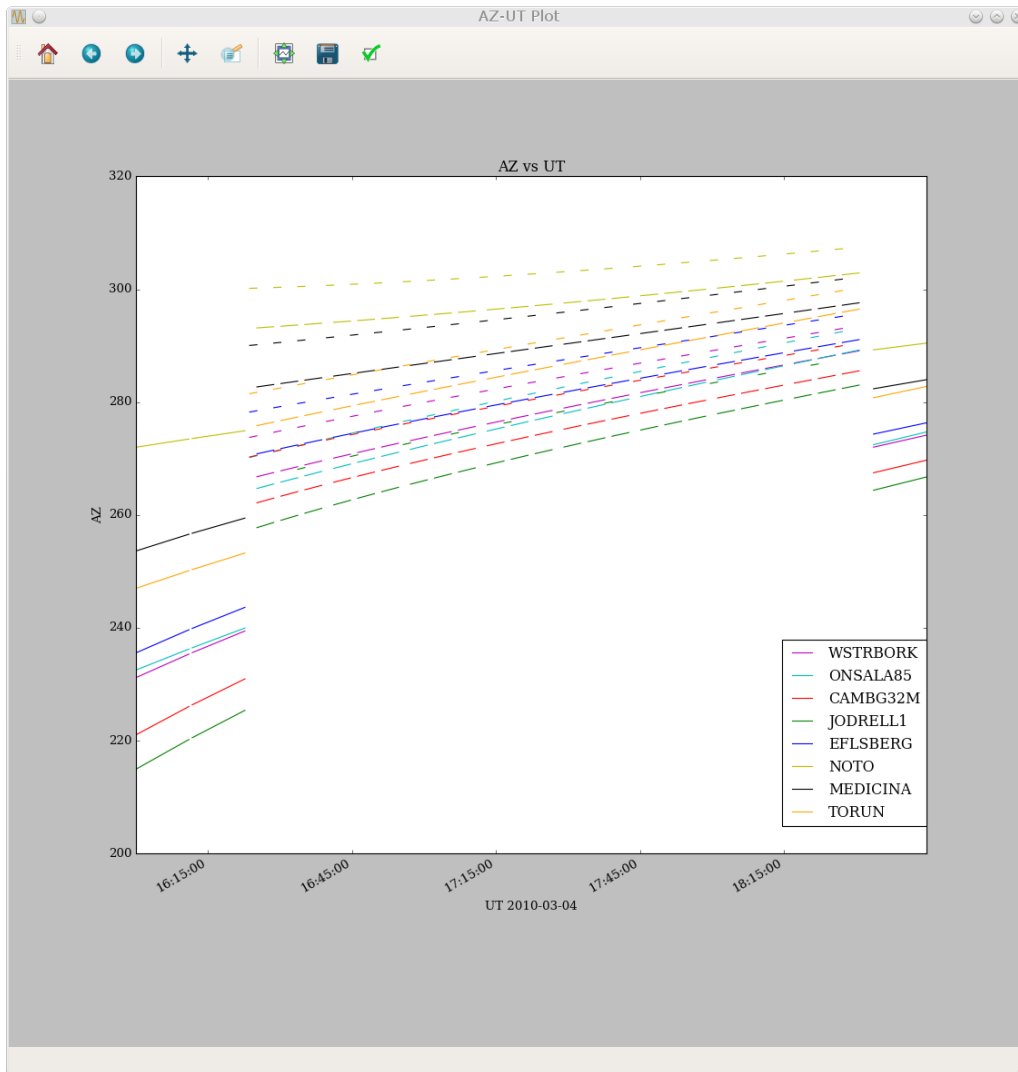 AZ-UT Plot
AZ vs UT
320
300
280
260
240
220
200
AZ
WSTRBORK
ONSALA85
CAMBG32M
JODRELL1
EFLSBERG
NOTO
MEDICINA
TORUN
16:15:00
16:45:00
17:15:00
17:45:00
18:15:00
UT 2010-03-04